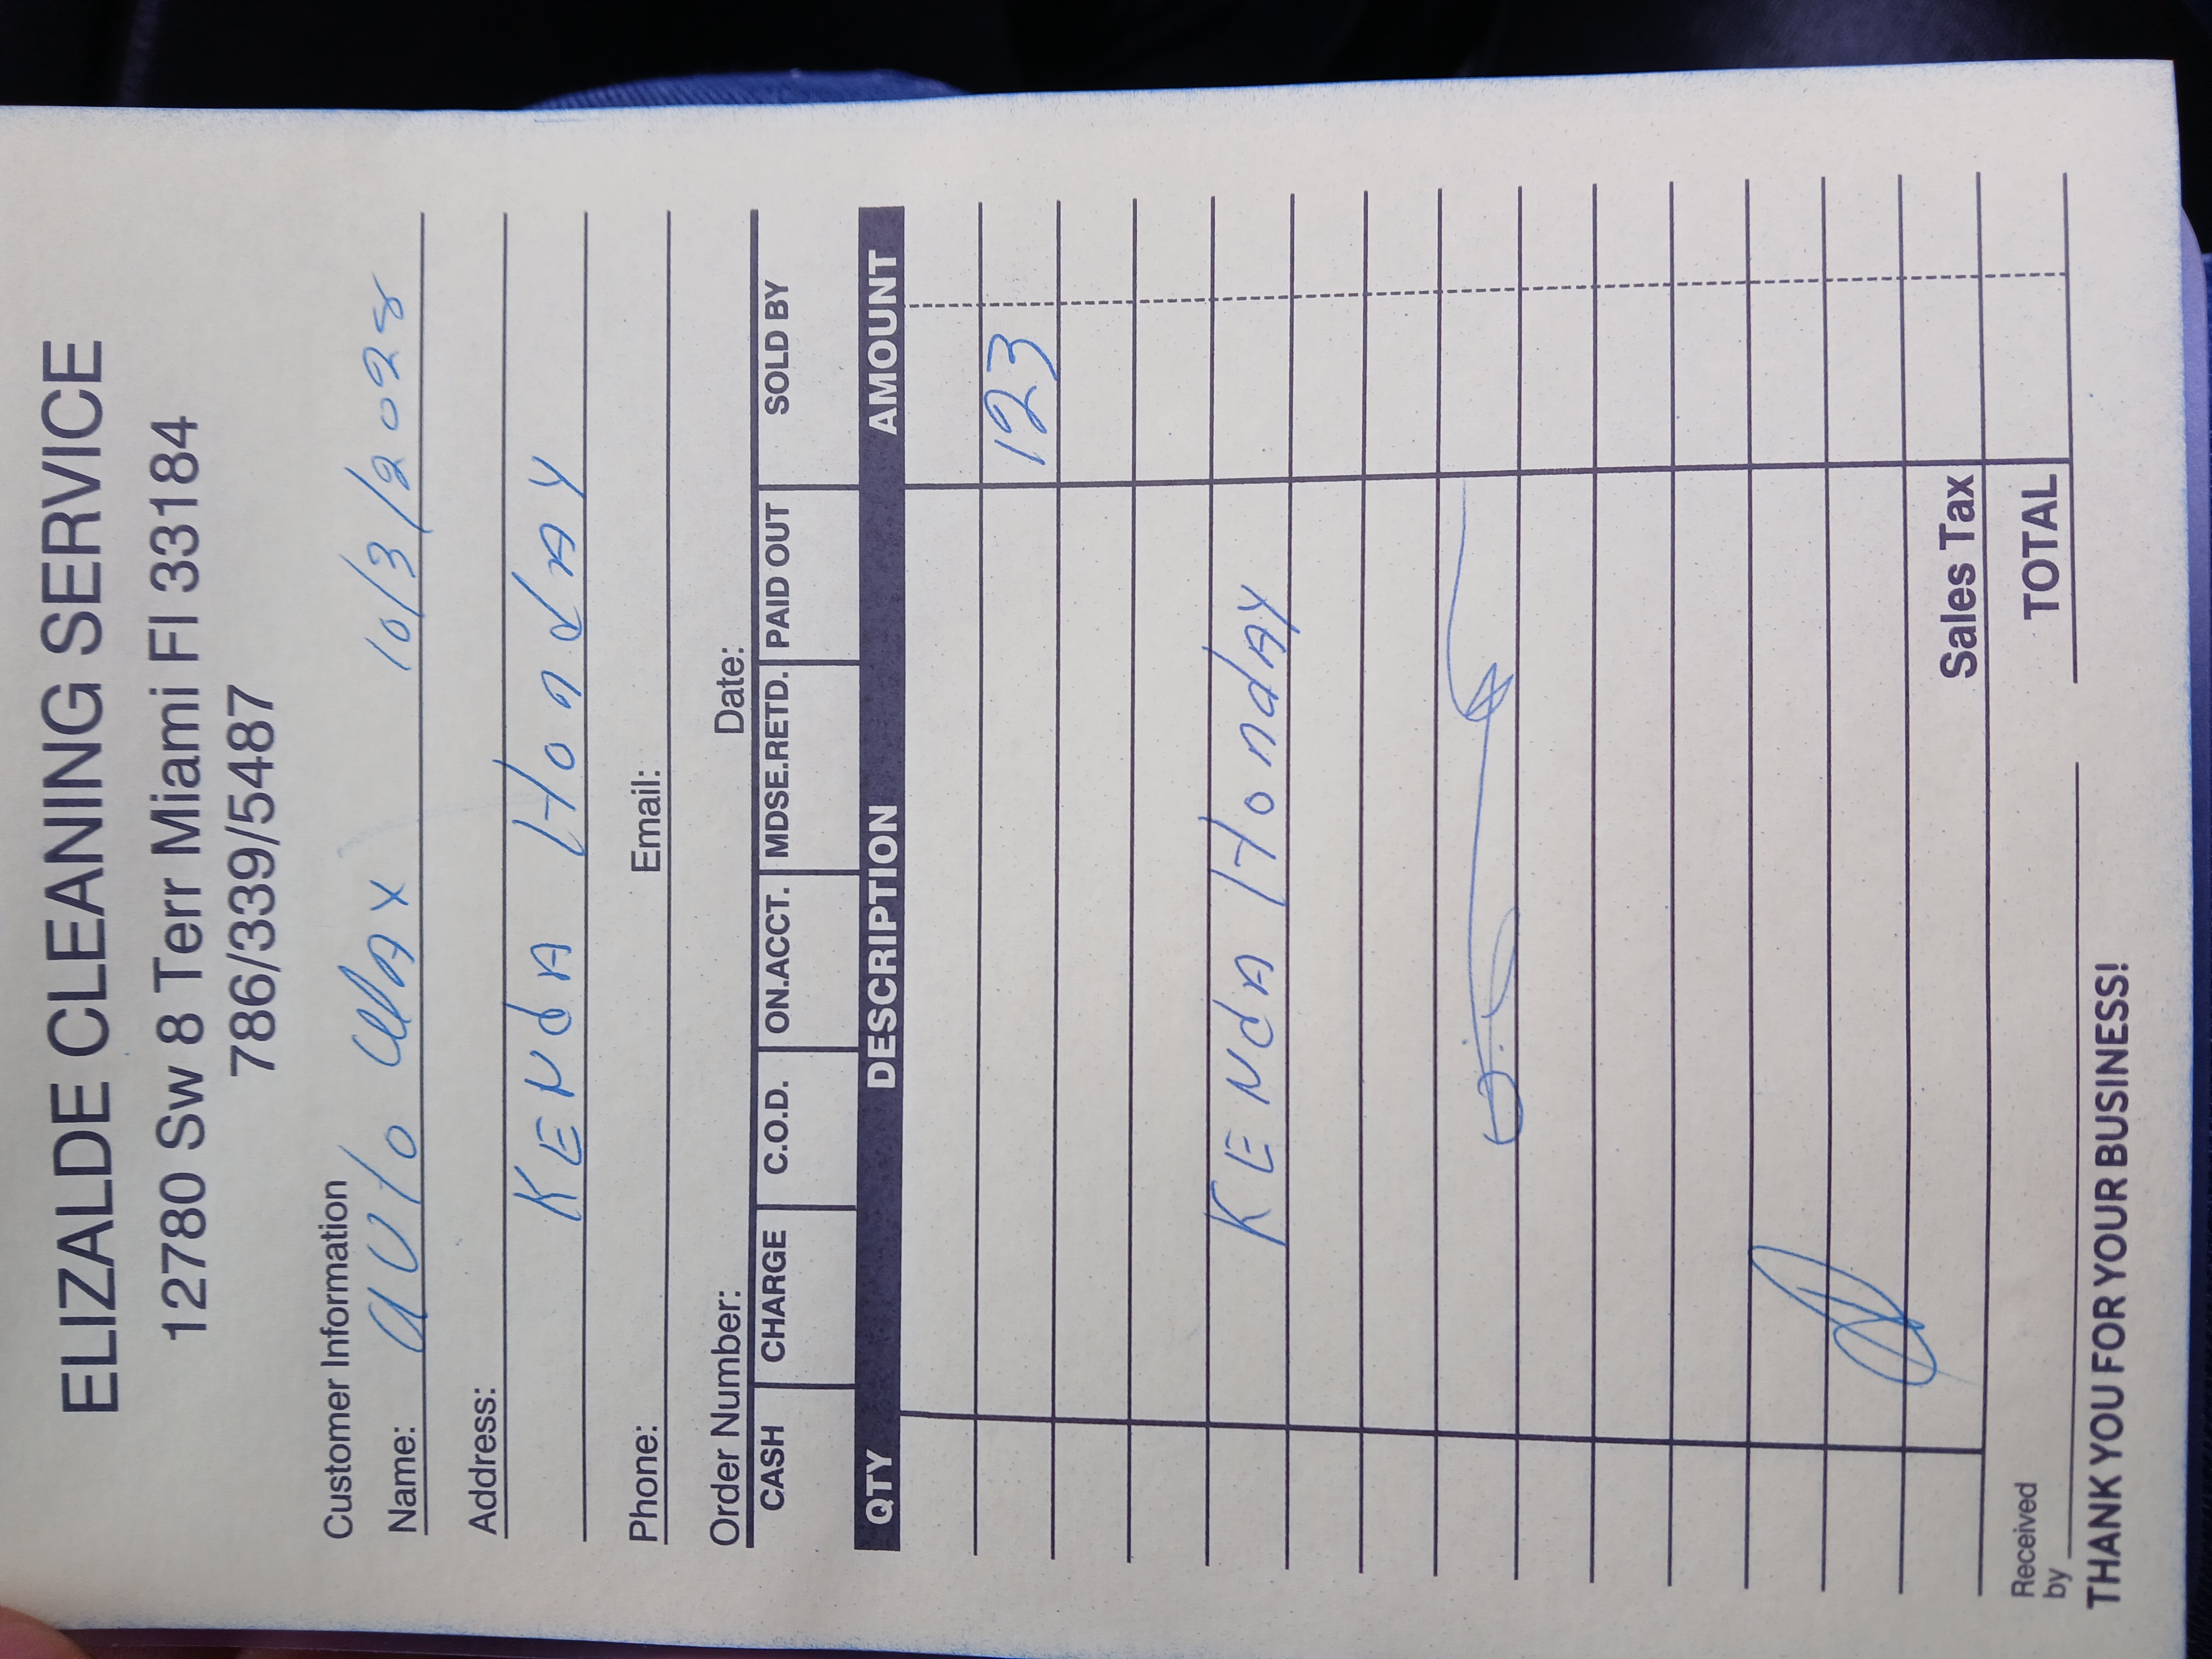 ELIZALDE CLEANING SERVICE
12780 Sw 8 Terr Miami Fl 33184
786/339/5487
Customer Information
Name: Auto Max 10/3/2025
Address:
KENdA HondAY
Phone: Email:
Order Number: Date:
CASH CHARGE C.O.D. ON.ACCT. MDSE.RETD. PAID OUT SOLD BY
QTY DESCRIPTION AMOUNT
123
KENdA HondAY
Sales Tax
TOTAL
Received
by
THANK YOU FOR YOUR BUSINESS!